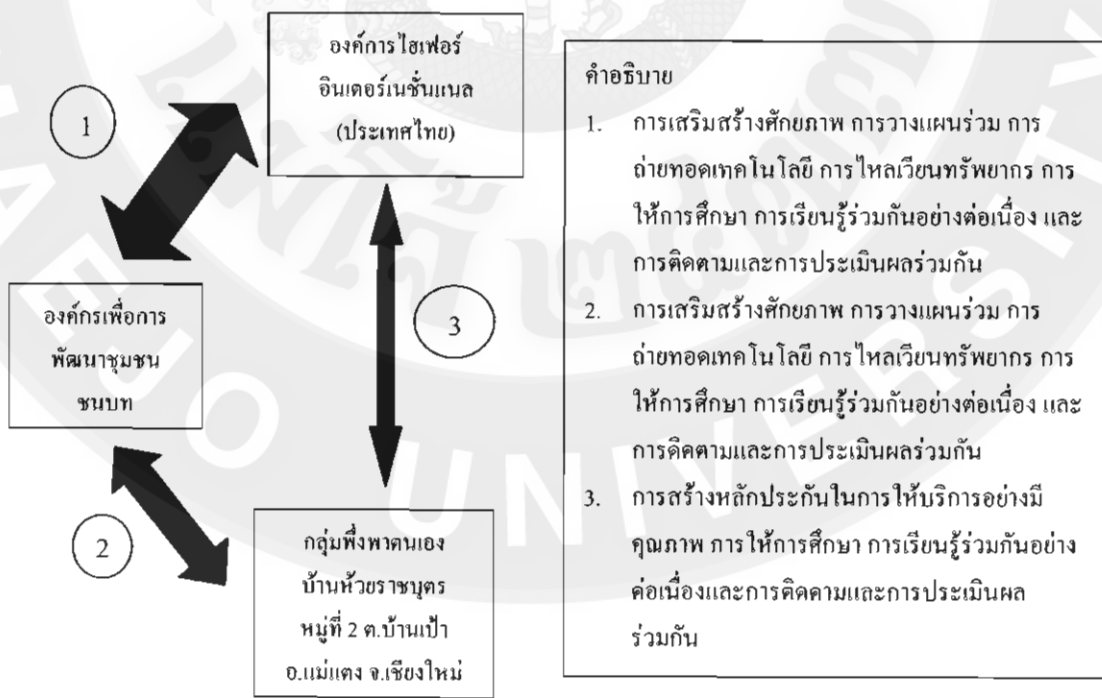 องค์การไฮเฟอร์
อินเตอร์เนชั่นแนล
(ประเทศไทย)
1
องค์กรเพื่อการ
พัฒนาชุมชน
ชนบท
3
2
กลุ่มพึ่งพาตนเอง
บ้านห้วยราชบุตร
หมู่ที่ 2 ต.บ้านเป้า
อ.แม่แตง จ.เชียงใหม่
คำอธิบาย
1. การเสริมสร้างศักยภาพ การวางแผนร่วม การ
ถ่ายทอดเทคโนโลยี การไหลเวียนทรัพยากร การ
ให้การศึกษา การเรียนรู้ร่วมกันอย่างต่อเนื่อง และ
การติดตามและการประเมินผลร่วมกัน
2. การเสริมสร้างศักยภาพ การวางแผนร่วม การ
ถ่ายทอดเทคโนโลยี การไหลเวียนทรัพยากร การ
ให้การศึกษา การเรียนรู้ร่วมกันอย่างต่อเนื่อง และ
การติดตามและการประเมินผลร่วมกัน
3. การสร้างหลักประกันในการให้บริการอย่างมี
คุณภาพ การให้การศึกษา การเรียนรู้ร่วมกันอย่าง
ต่อเนื่องและการติดตามและการประเมินผล
ร่วมกัน
UNIVERSITY